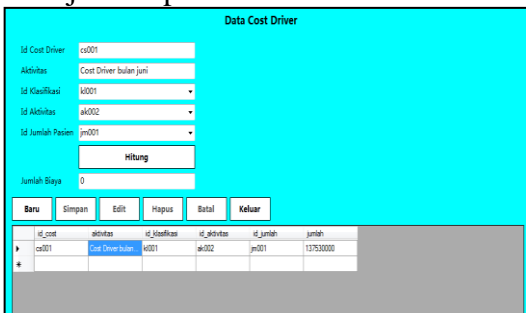 Data Cost Driver
Id Cost Driver cs001
Aktivitas Cost Driver bulan juni
Id Klasifikasi kl001
Id Aktivitas ak002
Id Jumlah Pasien jm001
Hitung
Jumlah Biaya 0
Baru Simpan Edit Hapus Batal Keluar
id_cost aktivitas id_klasifikasi id_aktivitas id_jumlah jumlah
cs001 Cost Driver bulan... kl001 ak002 jm001 137530000